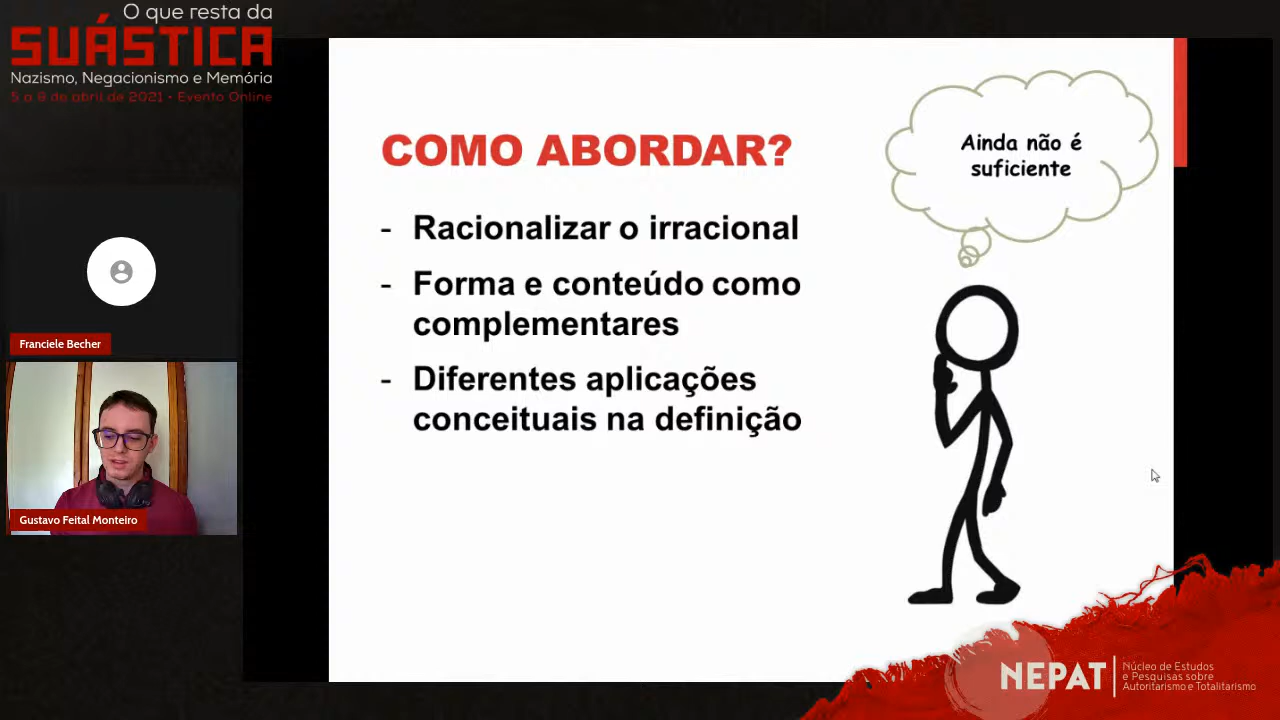 O que resta da
SUÁSTICA
Nazismo, Negacionismo e Memória
5 a 9 de abril de 2021 • Evento Online
COMO ABORDAR?
- Racionalizar o irracional
- Forma e conteúdo como
complementares
- Diferentes aplicações
conceituais na definição
Ainda não é
suficiente
Franciele Becher
Gustavo Feital Monteiro
NEPAT
Núcleo de Estudos
e Pesquisas sobre
Autoritarismo e Totalitarismo